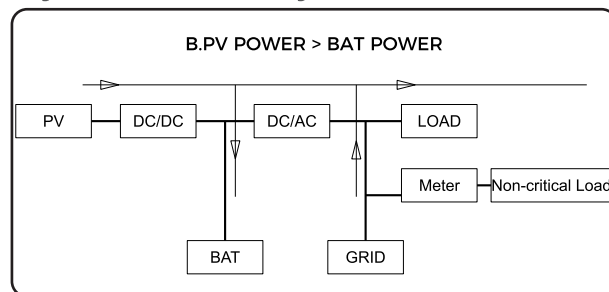 B.PV POWER > BAT POWER
PV
DC/DC
DC/AC
LOAD
Meter
Non-critical Load
BAT
GRID